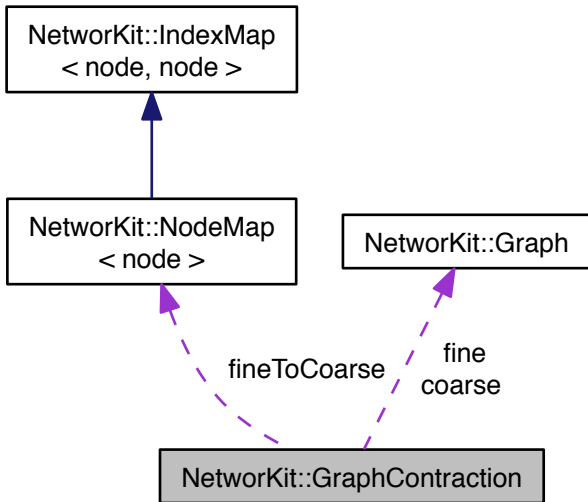 NetworKit::IndexMap
< node, node >
NetworKit::NodeMap
< node >
NetworKit::Graph
fineToCoarse
fine
coarse
NetworKit::GraphContraction